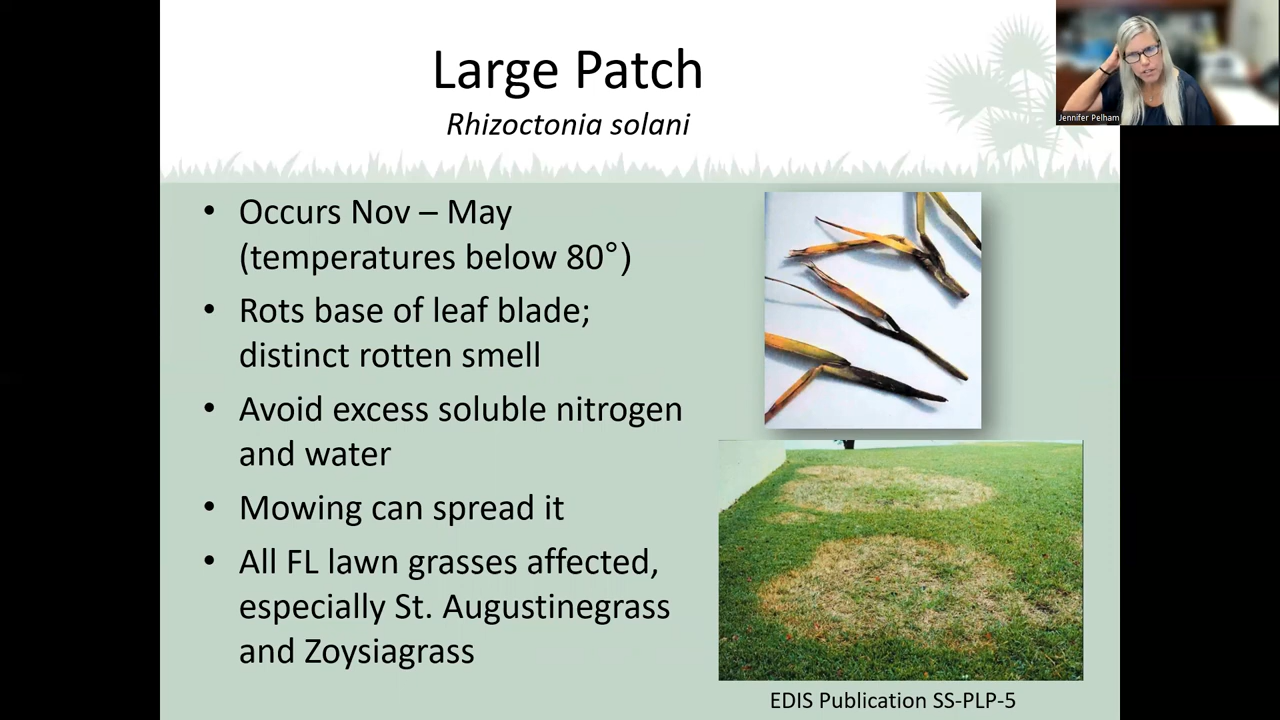 Large Patch
Rhizoctonia solani
Jennifer Pelham
• Occurs Nov – May
(temperatures below 80°)
• Rots base of leaf blade;
distinct rotten smell
• Avoid excess soluble nitrogen
and water
• Mowing can spread it
• All FL lawn grasses affected,
especially St. Augustinegrass
and Zoysiagrass
EDIS Publication SS-PLP-5